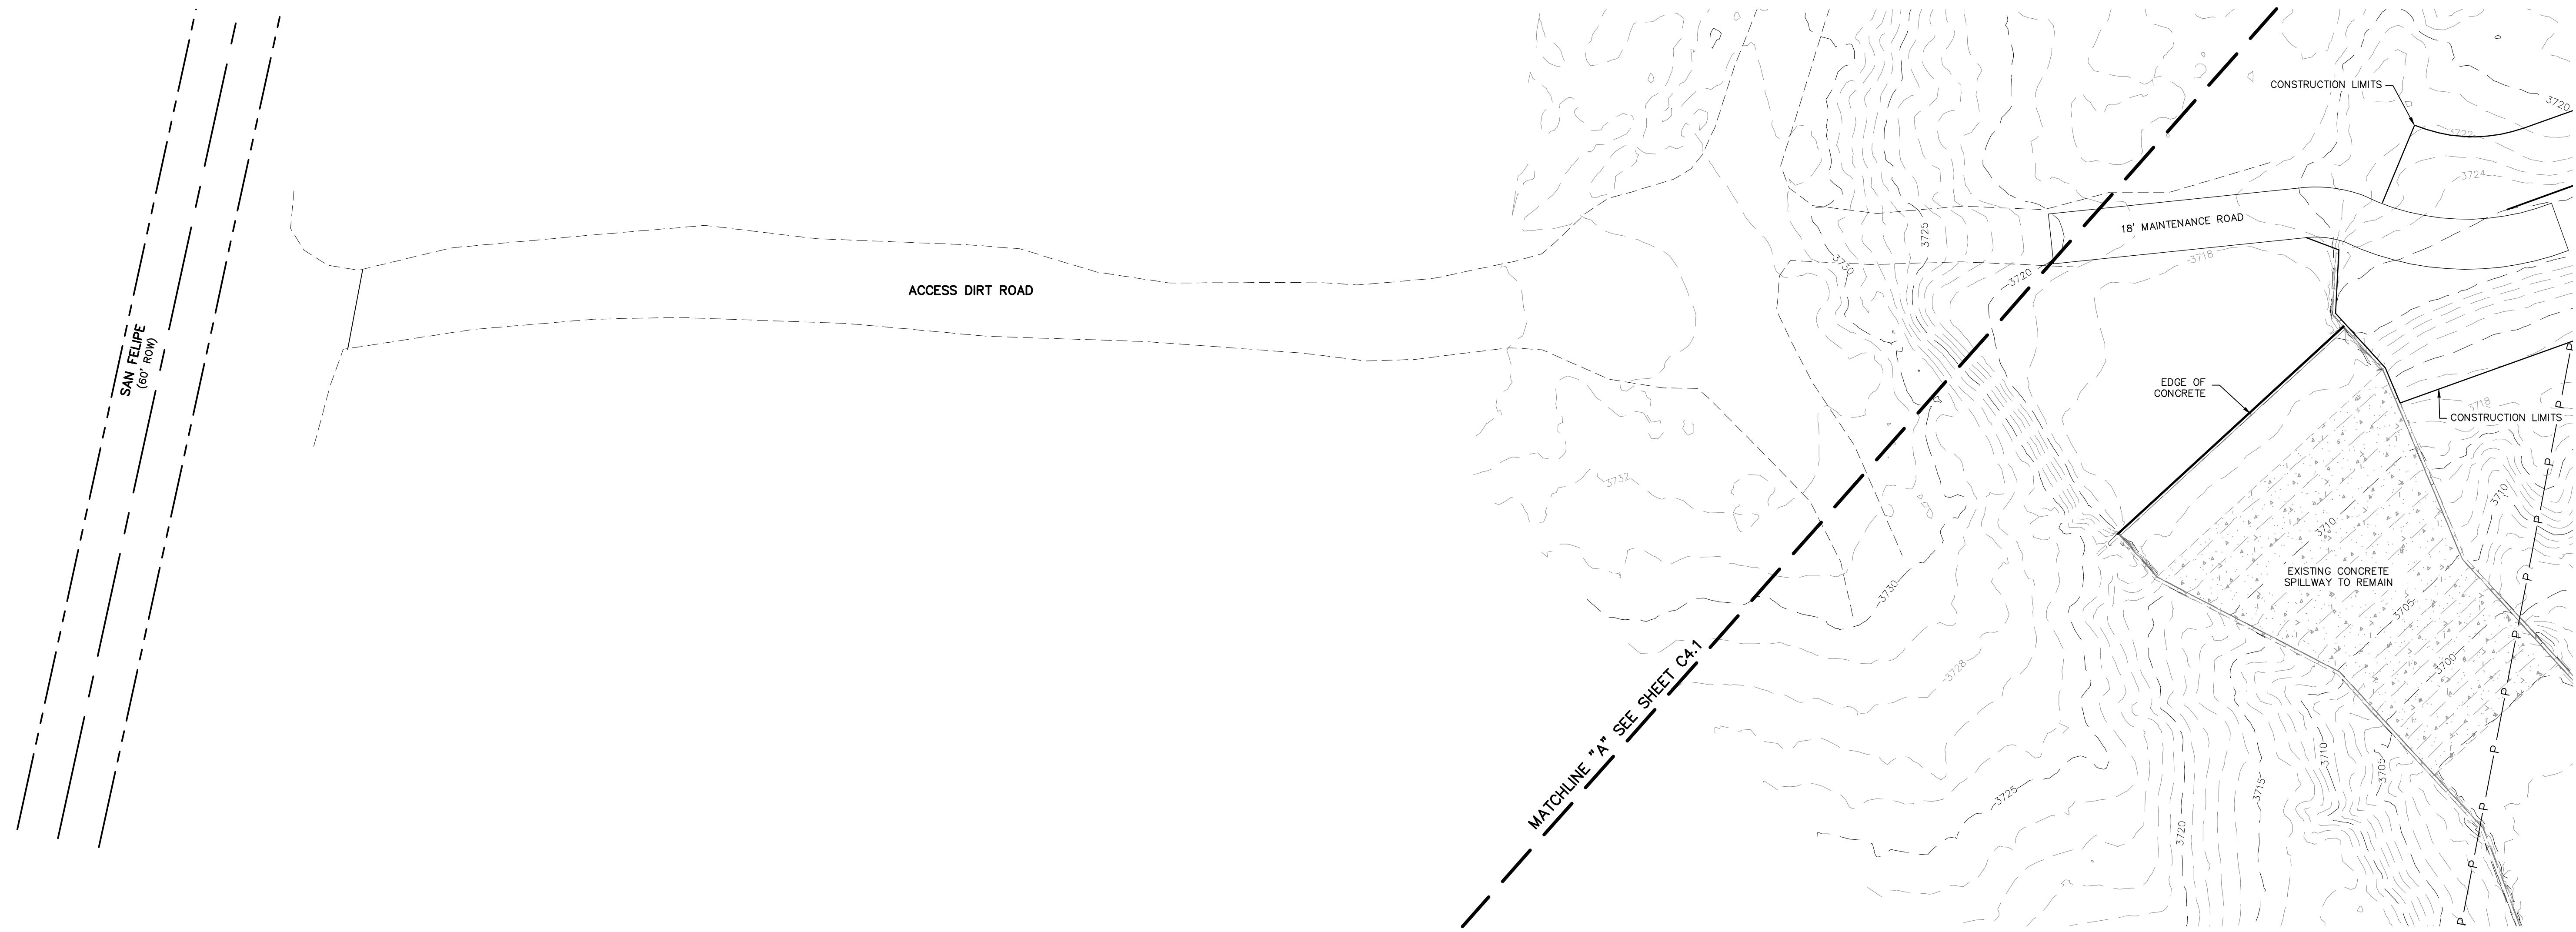 CONSTRUCTION LIMITS
3720
3722
3724
18' MAINTENANCE ROAD
3725
3718
3730
3720
ACCESS DIRT ROAD
SAN FELIPE
(60' ROW)
EDGE OF
CONCRETE
3718
CONSTRUCTION LIMITS
3732
3710
3710
EXISTING CONCRETE
SPILLWAY TO REMAIN
3730
3705
3700
3728
MATCHLINE "A" SEE SHEET C4.1
3725
3715
3710
3705
3720
P
P
P
P
P
P
P
P
P
P
P
P
P